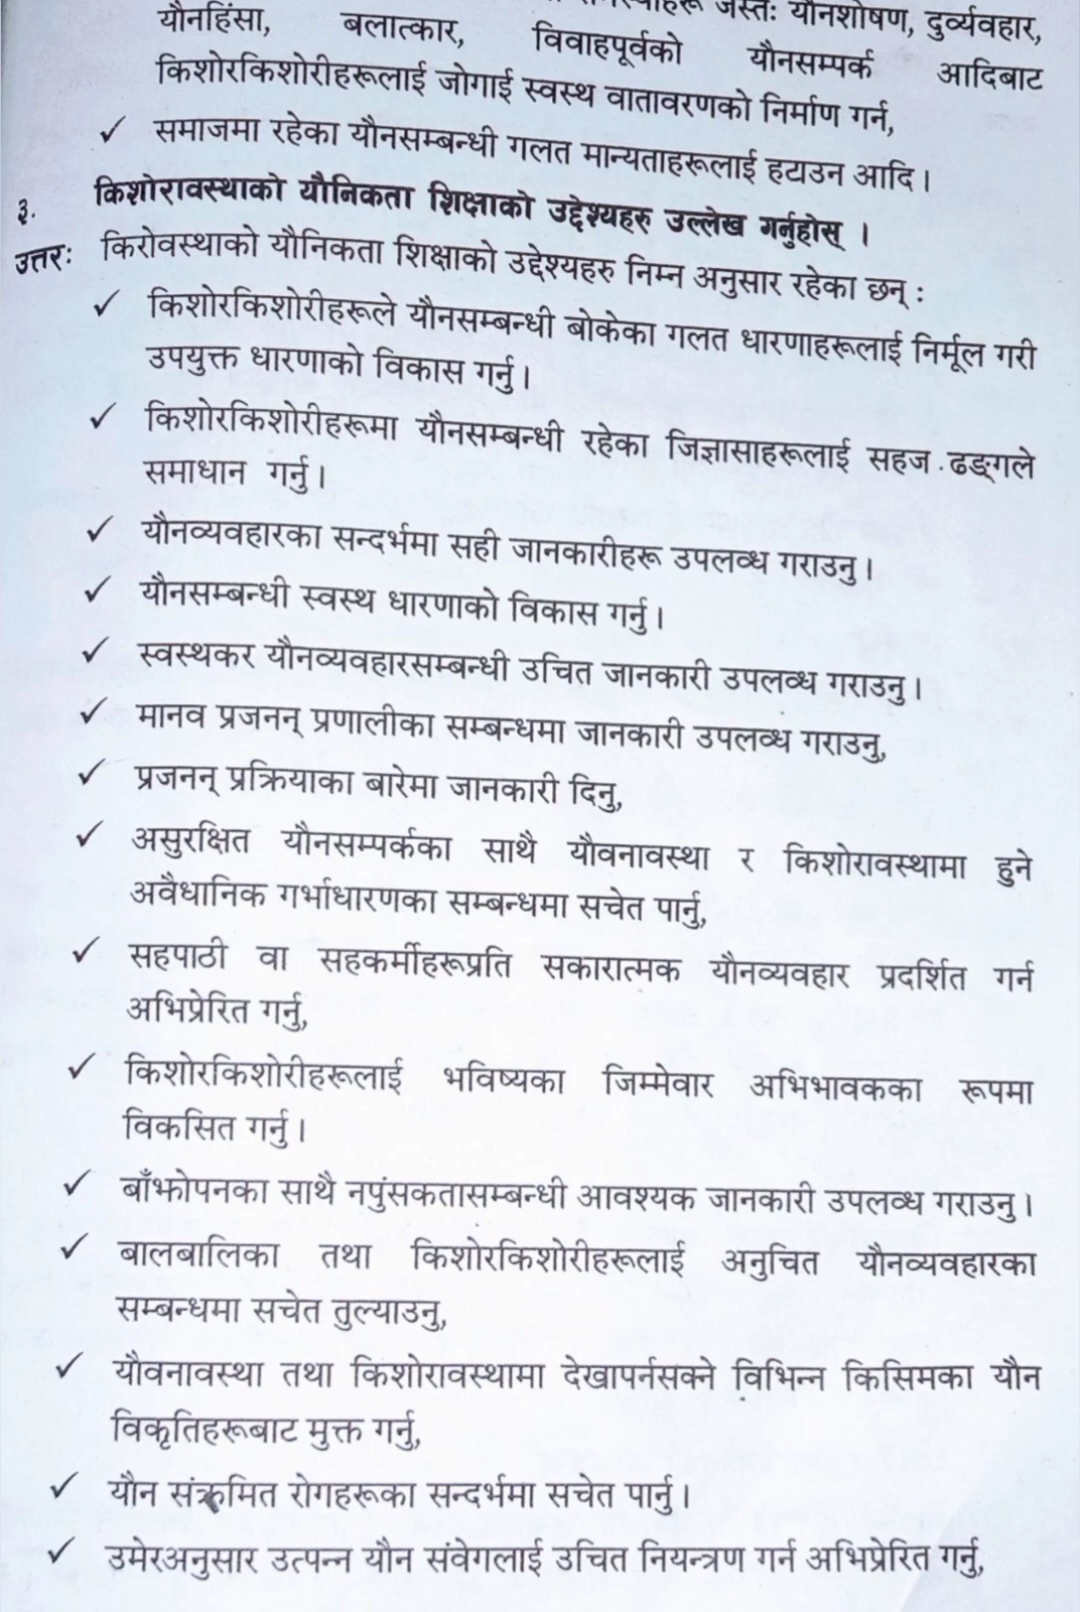 जस्तः यौनशोषण, दुर्व्यवहार,
यौनहिंसा, बलात्कार, विवाहपूर्वको यौनसम्पर्क आदिबाट
किशोरकिशोरीहरूलाई जोगाई स्वस्थ वातावरणको निर्माण गर्न,
✓ समाजमा रहेका यौनसम्बन्धी गलत मान्यताहरूलाई हटाउन आदि।
३. किशोरावस्थाको यौनिकता शिक्षाको उद्देश्यहरु उल्लेख गर्नुहोस् ।
उत्तरः किरोवस्थाको यौनिकता शिक्षाको उद्देश्यहरु निम्न अनुसार रहेका छन् :
✓ किशोरकिशोरीहरूले यौनसम्बन्धी बोकेका गलत धारणाहरूलाई निर्मूल गरी
उपयुक्त धारणाको विकास गर्नु।
✓ किशोरकिशोरीहरूमा यौनसम्बन्धी रहेका जिज्ञासाहरूलाई सहज ढङ्गले
समाधान गर्नु।
✓ यौनव्यवहारका सन्दर्भमा सही जानकारीहरू उपलव्ध गराउनु।
✓ यौनसम्बन्धी स्वस्थ धारणाको विकास गर्नु।
✓ स्वस्थकर यौनव्यवहारसम्बन्धी उचित जानकारी उपलव्ध गराउनु।
✓ मानव प्रजनन् प्रणालीका सम्बन्धमा जानकारी उपलव्ध गराउनु,
✓ प्रजनन् प्रक्रियाका बारेमा जानकारी दिनु,
✓ असुरक्षित यौनसम्पर्कका साथै यौवनावस्था र किशोरावस्थामा हुने
अवैधानिक गर्भाधारणका सम्बन्धमा सचेत पार्नु,
✓ सहपाठी वा सहकर्मीहरूप्रति सकारात्मक यौनव्यवहार प्रदर्शित गर्न
अभिप्रेरित गर्नु,
✓ किशोरकिशोरीहरूलाई भविष्यका जिम्मेवार अभिभावकका रूपमा
विकसित गर्नु।
✓ बाँझोपनका साथै नपुंसकतासम्बन्धी आवश्यक जानकारी उपलव्ध गराउनु।
✓ बालबालिका तथा किशोरकिशोरीहरूलाई अनुचित यौनव्यवहारका
सम्बन्धमा सचेत तुल्याउनु,
✓ यौवनावस्था तथा किशोरावस्थामा देखापर्नसक्ने विभिन्न किसिमका यौन
विकृतिहरूबाट मुक्त गर्नु,
✓ यौन संक्रमित रोगहरूका सन्दर्भमा सचेत पार्नु।
✓ उमेरअनुसार उत्पन्न यौन संवेगलाई उचित नियन्त्रण गर्न अभिप्रेरित गर्नु,